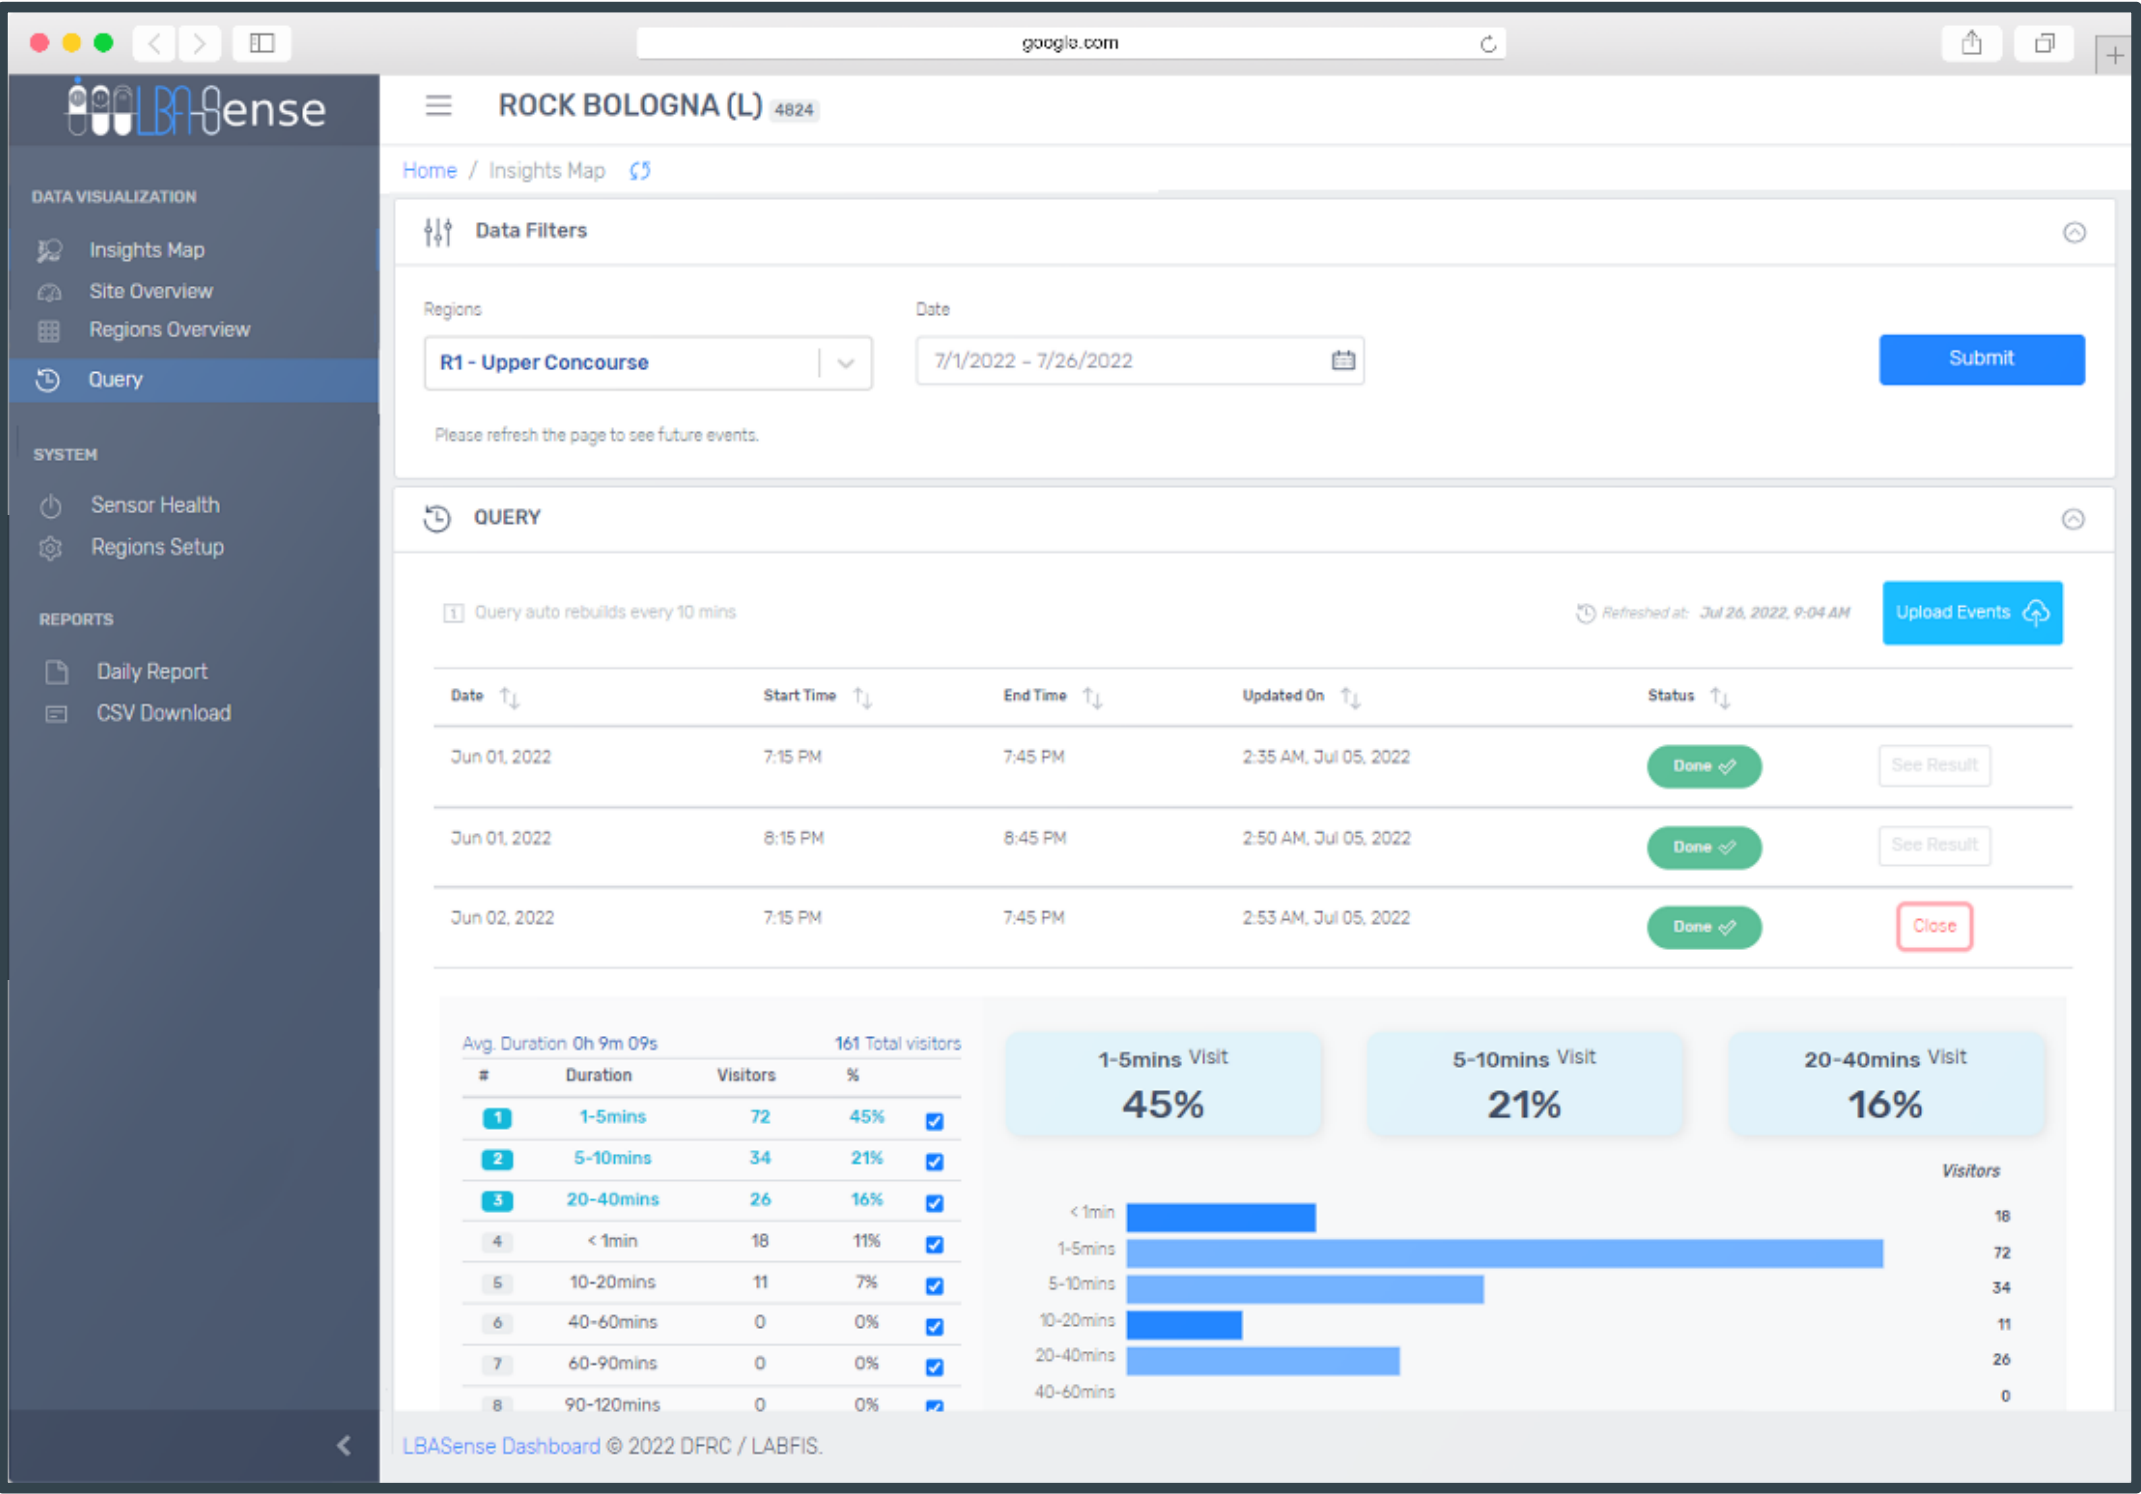 google.com
LBA-Sense
ROCK BOLOGNA (L) 4824
Home / Insights Map
DATA VISUALIZATION
Insights Map
Site Overview
Regions Overview
Query
SYSTEM
Sensor Health
Regions Setup
REPORTS
Daily Report
CSV Download
Data Filters
Regions
Date
R1 - Upper Concourse
7/1/2022 - 7/26/2022
Submit
Please refresh the page to see future events.
QUERY
1 Query auto rebuilds every 10 mins
Refreshed at: Jul 26, 2022, 9:04 AM
Upload Events
Date Start Time End Time Updated On Status
Jun 01, 2022 7:15 PM 7:45 PM 2:35 AM, Jul 05, 2022 Done See Result
Jun 01, 2022 8:15 PM 8:45 PM 2:50 AM, Jul 05, 2022 Done See Result
Jun 02, 2022 7:15 PM 7:45 PM 2:53 AM, Jul 05, 2022 Done Close
Avg. Duration 0h 9m 09s 161 Total visitors
# Duration Visitors %
1 1-5mins 72 45%
2 5-10mins 34 21%
3 20-40mins 26 16%
4 < 1min 18 11%
5 10-20mins 11 7%
6 40-60mins 0 0%
7 60-90mins 0 0%
8 90-120mins 0 0%
1-5mins Visit
45%
5-10mins Visit
21%
20-40mins Visit
16%
Visitors
< 1min 18
1-5mins 72
5-10mins 34
10-20mins 11
20-40mins 26
40-60mins 0
LBASense Dashboard © 2022 DFRC / LABFIS.